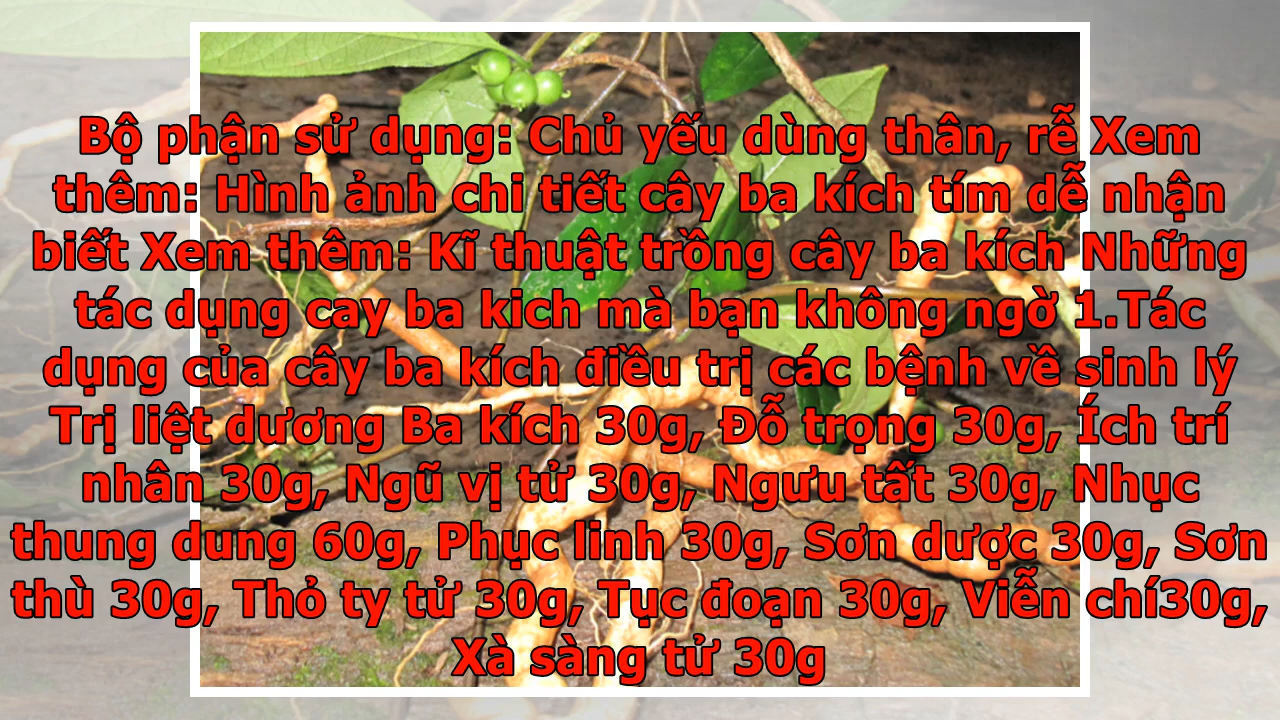 Bộ phận sử dụng: Chủ yếu dùng thân, rễ Xem
thêm: Hình ảnh chi tiết cây ba kích tím dễ nhận
biết Xem thêm: Kĩ thuật trồng cây ba kích Những
tác dụng cay ba kich mà bạn không ngờ 1.Tác
dụng của cây ba kích điều trị các bệnh về sinh lý
Trị liệt dương Ba kích 30g, Đỗ trọng 30g, Ích trí
nhân 30g, Ngũ vị tử 30g, Ngưu tất 30g, Nhục
thung dung 60g, Phục linh 30g, Sơn dược 30g, Sơn
thù 30g, Thỏ ty tử 30g, Tục đoạn 30g, Viễn chí30g,
Xà sàng tử 30g